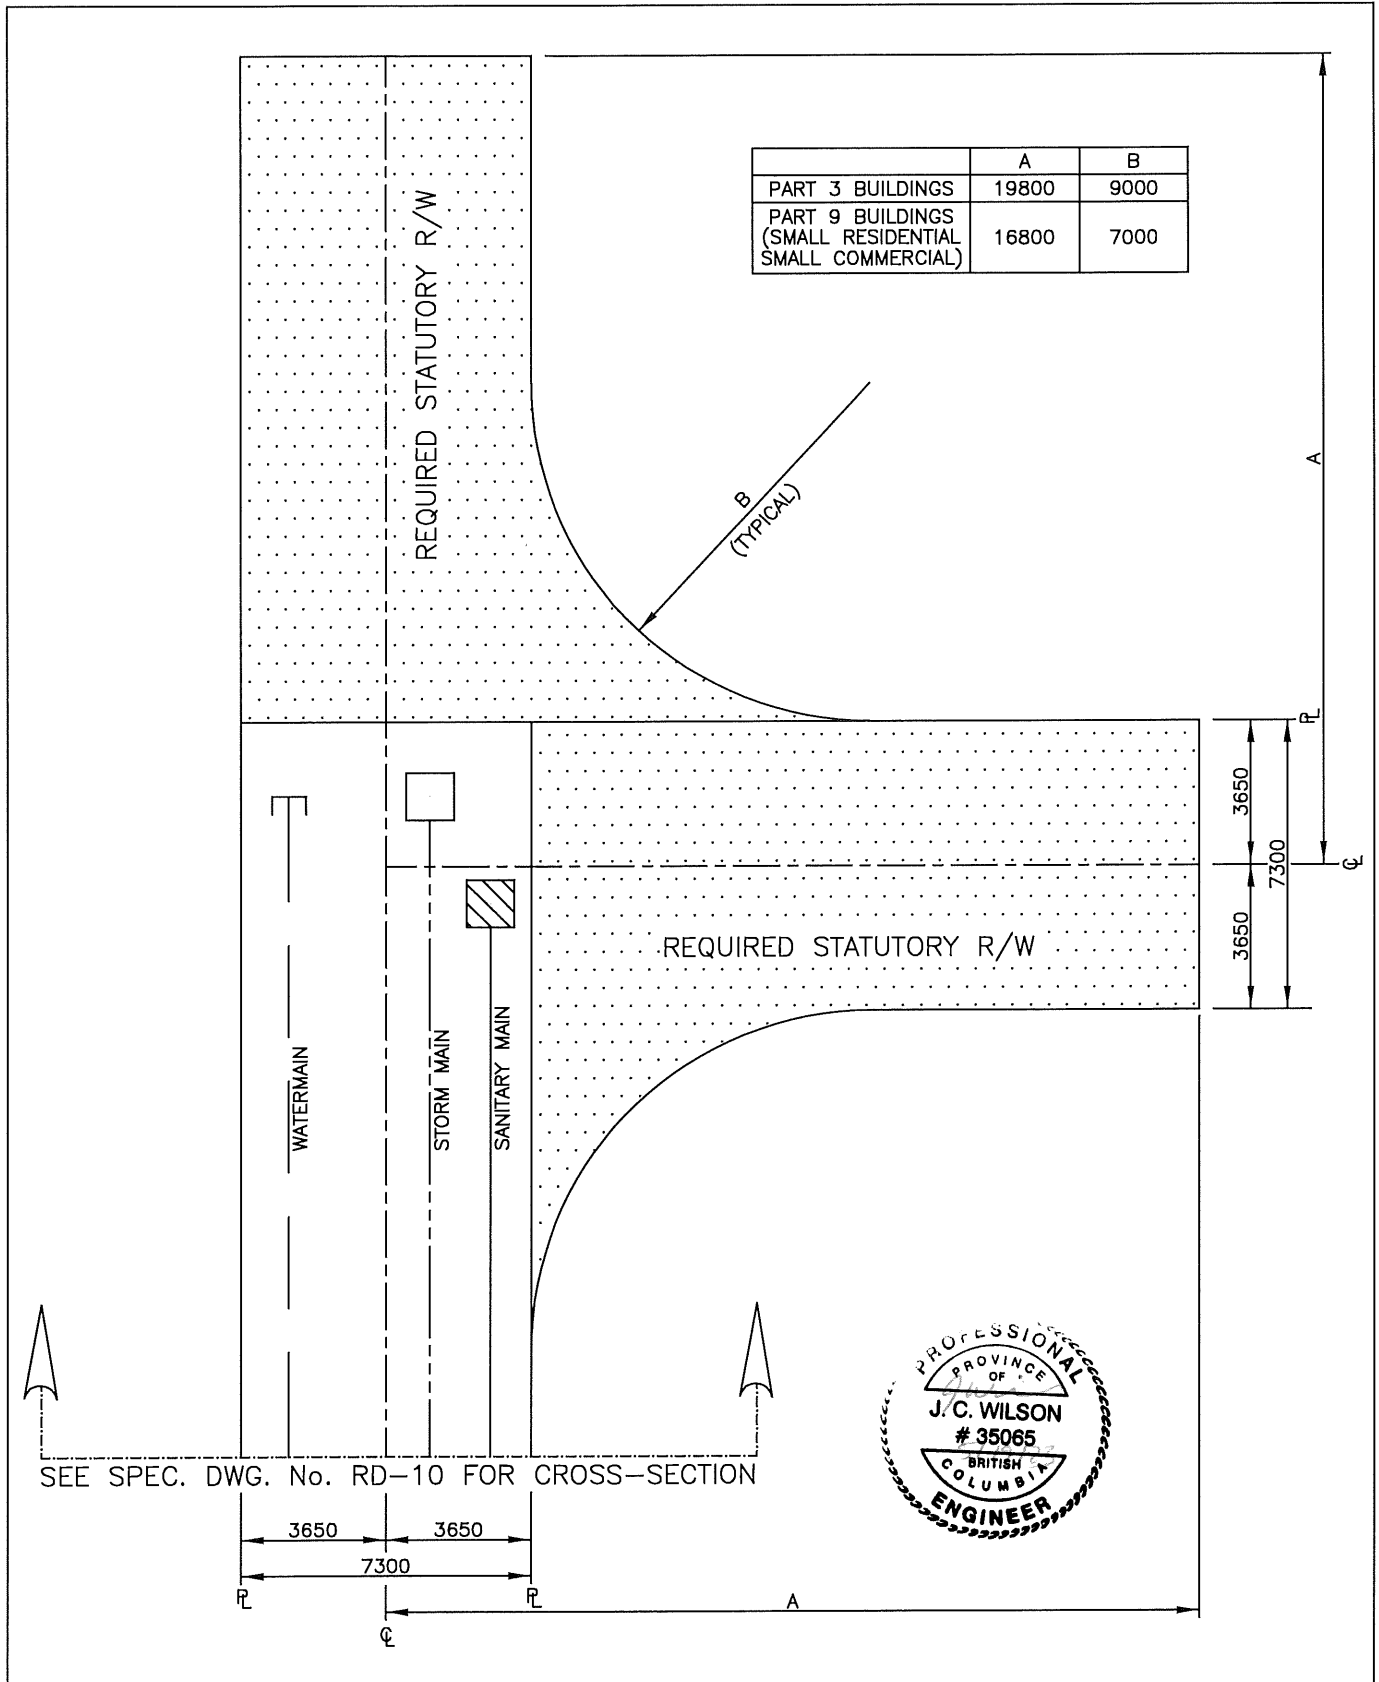 A B
PART 3 BUILDINGS 19800 9000
PART 9 BUILDINGS
(SMALL RESIDENTIAL
SMALL COMMERCIAL)
16800 7000
REQUIRED STATUTORY R/W
A
B
(TYPICAL)
PL
3650
7300
CL
3650
REQUIRED STATUTORY R/W
WATERMAIN
STORM MAIN
SANITARY MAIN
PROFESSIONAL
PROVINCE
OF
J. C. WILSON
# 35065
BRITISH
COLUMBIA
ENGINEER
SEE SPEC. DWG. No. RD-10 FOR CROSS-SECTION
3650 3650
7300
PL PL
A
CL